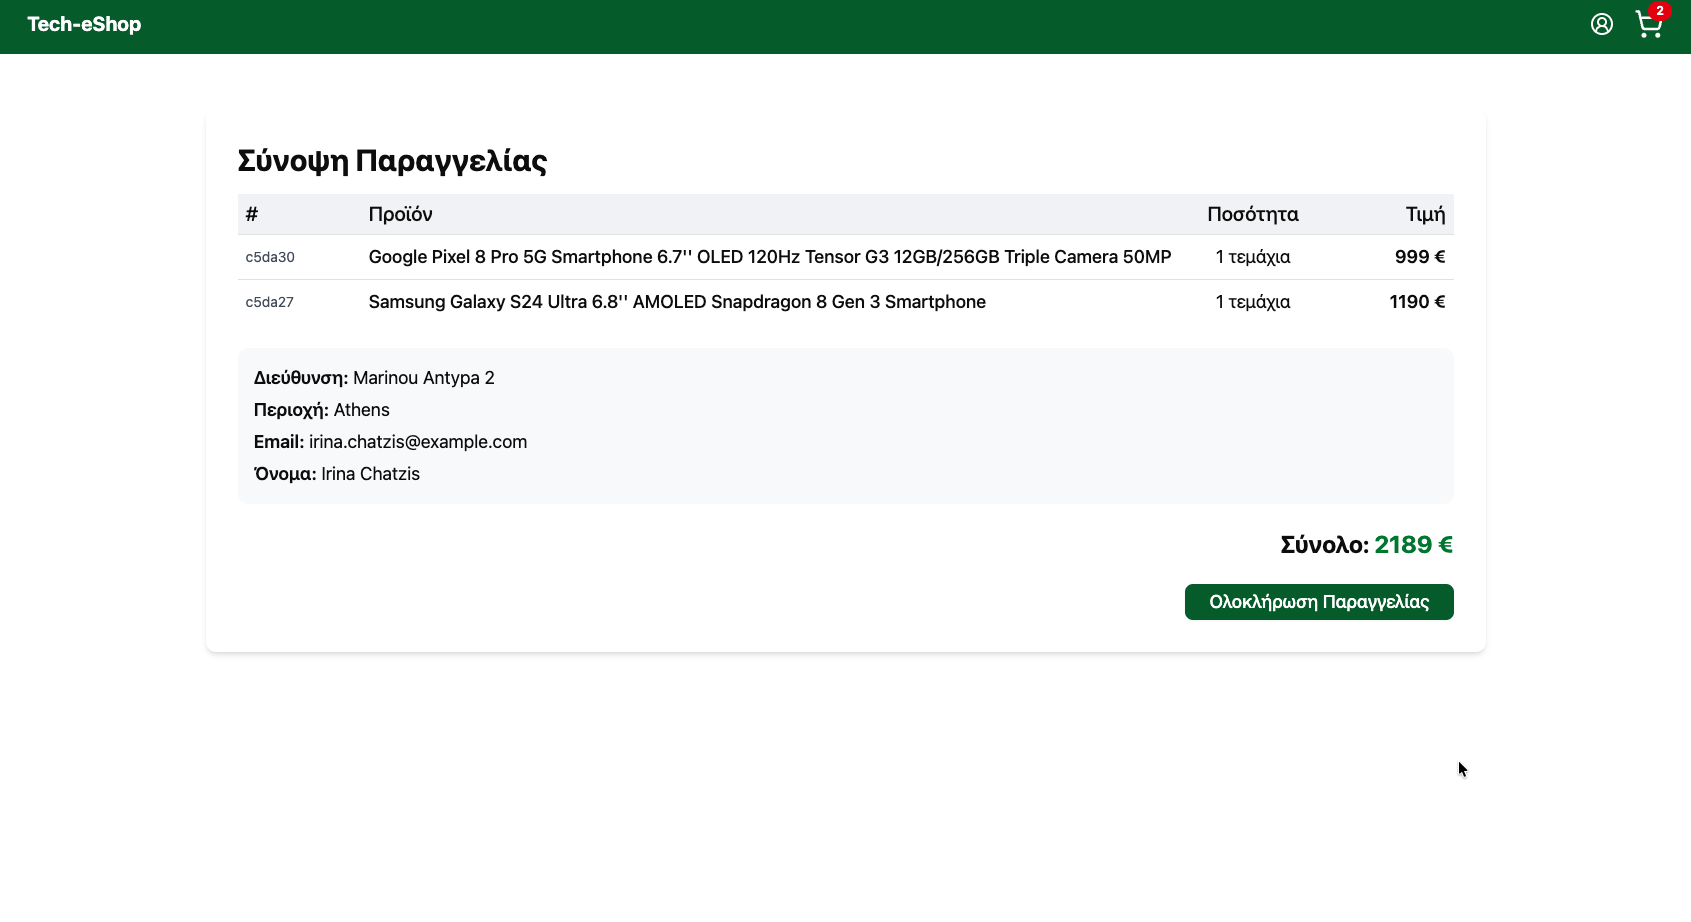 Tech-eShop
2
Σύνοψη Παραγγελίας
# Προϊόν Ποσότητα Τιμή
c5da30 Google Pixel 8 Pro 5G Smartphone 6.7'' OLED 120Hz Tensor G3 12GB/256GB Triple Camera 50MP 1 τεμάχια 999 €
c5da27 Samsung Galaxy S24 Ultra 6.8'' AMOLED Snapdragon 8 Gen 3 Smartphone 1 τεμάχια 1190 €
Διεύθυνση: Marinou Antypa 2
Περιοχή: Athens
Email: irina.chatzis@example.com
Όνομα: Irina Chatzis
Σύνολο: 2189 €
Ολοκλήρωση Παραγγελίας